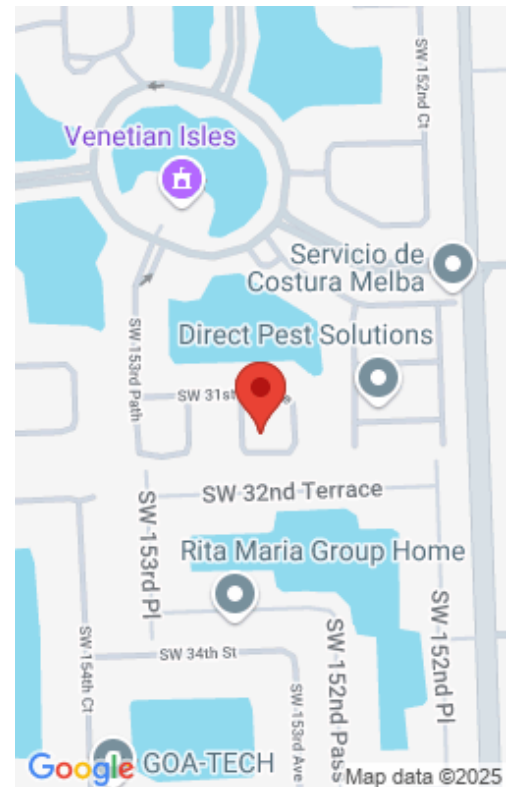 SW 152nd Ct
Venetian Isles
Servicio de
Costura Melba
Direct Pest Solutions
SW 153rd Path
SW 31st
SW 32nd Terrace
SW 153rd Pl
Rita Maria Group Home
SW 152nd Pl
SW 152nd Pass
SW 154th Ct
SW 34th St
SW 153rd Ave
GOA-TECH
Google
Map data ©2025